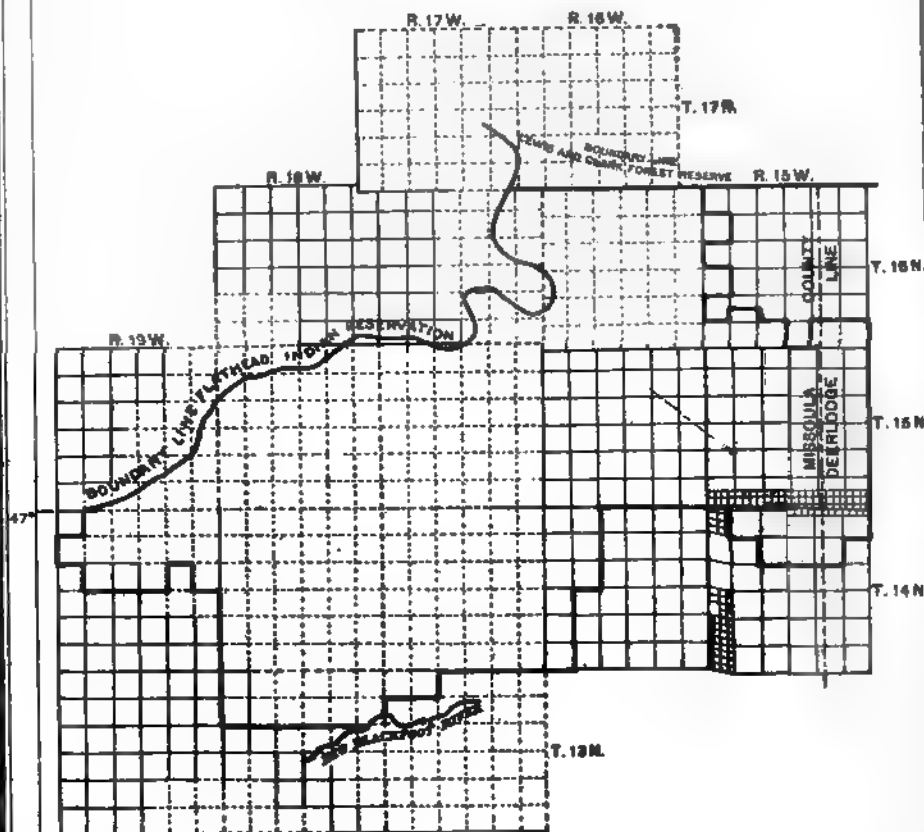 R. 17 W.
R. 16 W.
T. 17 N.
BOUNDARY LINE
LEWIS AND CLARK FOREST RESERVE
R. 15 W.
R. 18 W.
COUNTY
LINE
T. 16 N.
R. 19 W.
BOUNDARY LINE FLATHEAD INDIAN RESERVATION
MISSOULA
DEERLODGE
T. 15 N.
47°
T. 14 N.
BIG BLACKFOOT RIVER
T. 13 N.